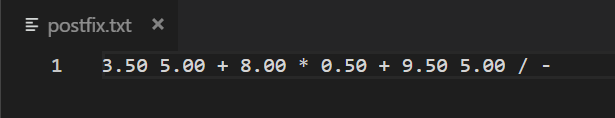 postfix.txt ×
1 3.50 5.00 + 8.00 * 0.50 + 9.50 5.00 / -